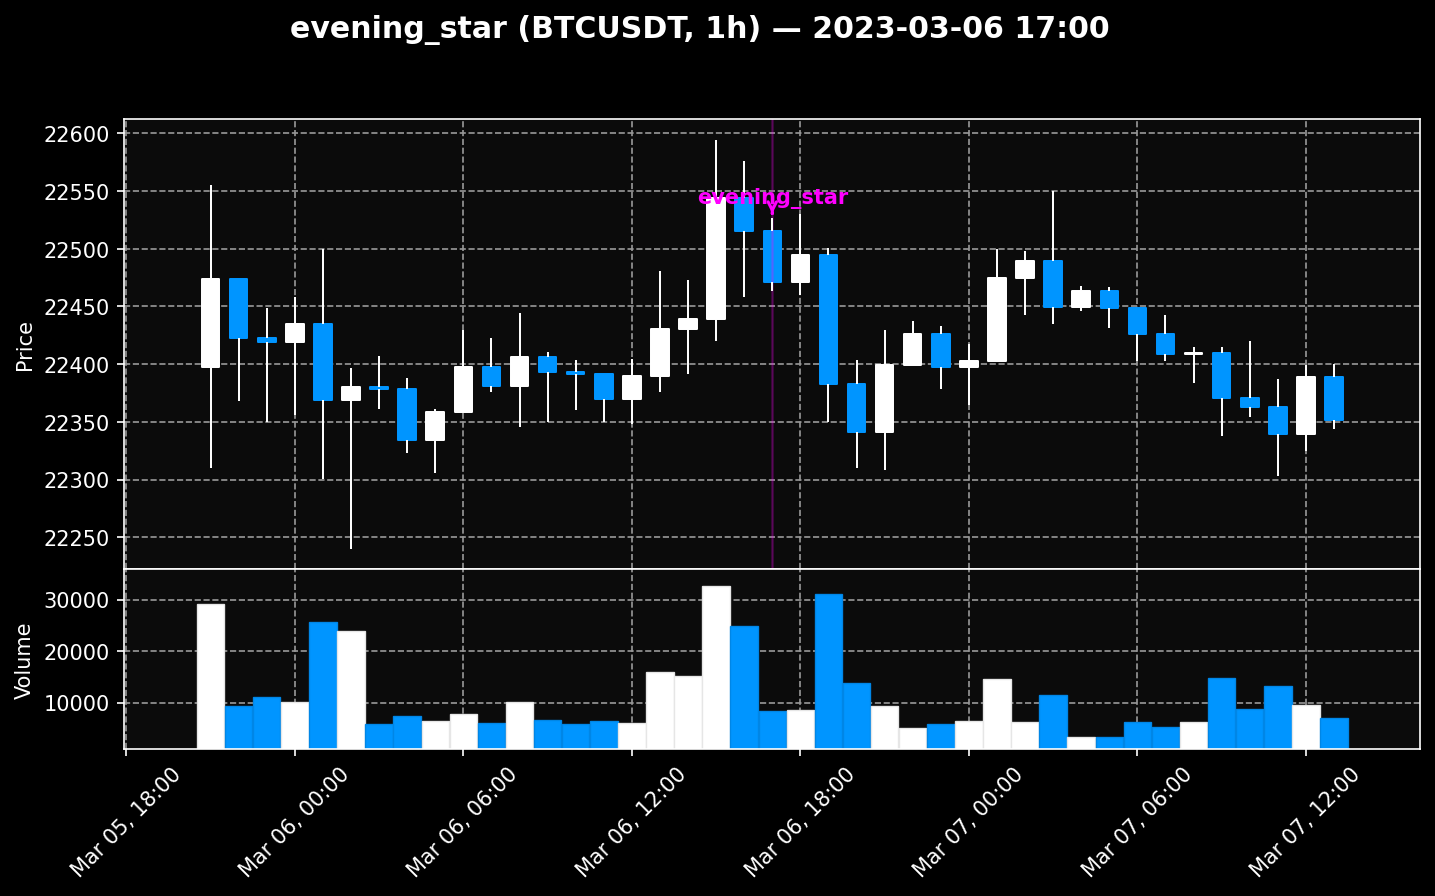 evening_star (BTCUSDT, 1h) — 2023-03-06 17:00
22600
22550
22500
22450
22400
22350
22300
22250
Price
evening_star
30000
20000
10000
Volume
Mar 05, 18:00
Mar 06, 00:00
Mar 06, 06:00
Mar 06, 12:00
Mar 06, 18:00
Mar 07, 00:00
Mar 07, 06:00
Mar 07, 12:00